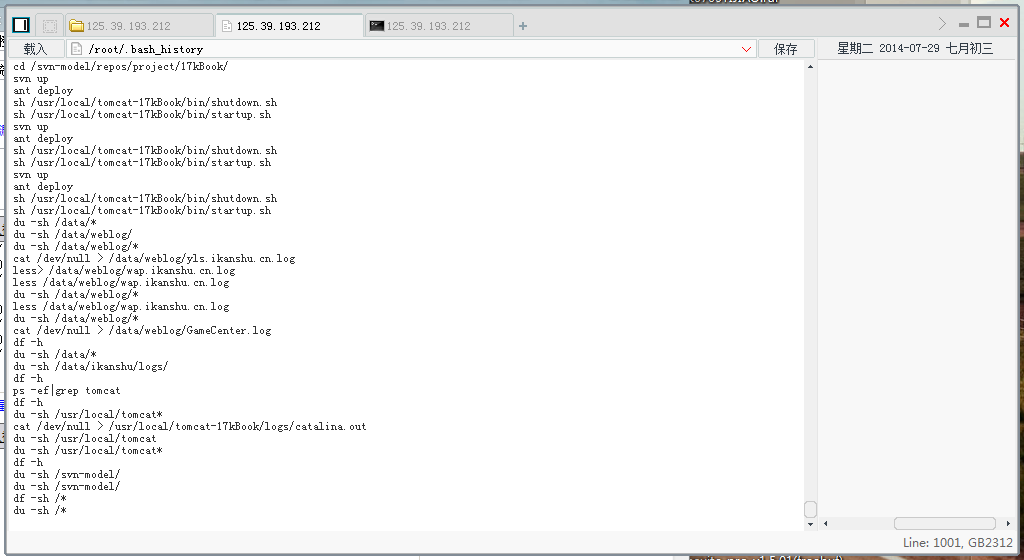 125.39.193.212
125.39.193.212
125.39.193.212
载入
/root/.bash_history
保存
星期二 2014-07-29 七月初三
cd /svn-model/repos/project/17kBook/
svn up
ant deploy
sh /usr/local/tomcat-17kBook/bin/shutdown.sh
sh /usr/local/tomcat-17kBook/bin/startup.sh
svn up
ant deploy
sh /usr/local/tomcat-17kBook/bin/shutdown.sh
sh /usr/local/tomcat-17kBook/bin/startup.sh
svn up
ant deploy
sh /usr/local/tomcat-17kBook/bin/shutdown.sh
sh /usr/local/tomcat-17kBook/bin/startup.sh
du -sh /data/*
du -sh /data/weblog/
du -sh /data/weblog/*
cat /dev/null > /data/weblog/yls.ikanshu.cn.log
less> /data/weblog/wap.ikanshu.cn.log
less /data/weblog/wap.ikanshu.cn.log
du -sh /data/weblog/*
less /data/weblog/wap.ikanshu.cn.log
du -sh /data/weblog/*
cat /dev/null > /data/weblog/GameCenter.log
df -h
du -sh /data/*
du -sh /data/ikanshu/logs/
df -h
ps -ef|grep tomcat
df -h
du -sh /usr/local/tomcat*
cat /dev/null > /usr/local/tomcat-17kBook/logs/catalina.out
du -sh /usr/local/tomcat
du -sh /usr/local/tomcat*
df -h
du -sh /svn-model/
du -sh /svn-model/
df -sh /*
du -sh /*
Line: 1001, GB2312